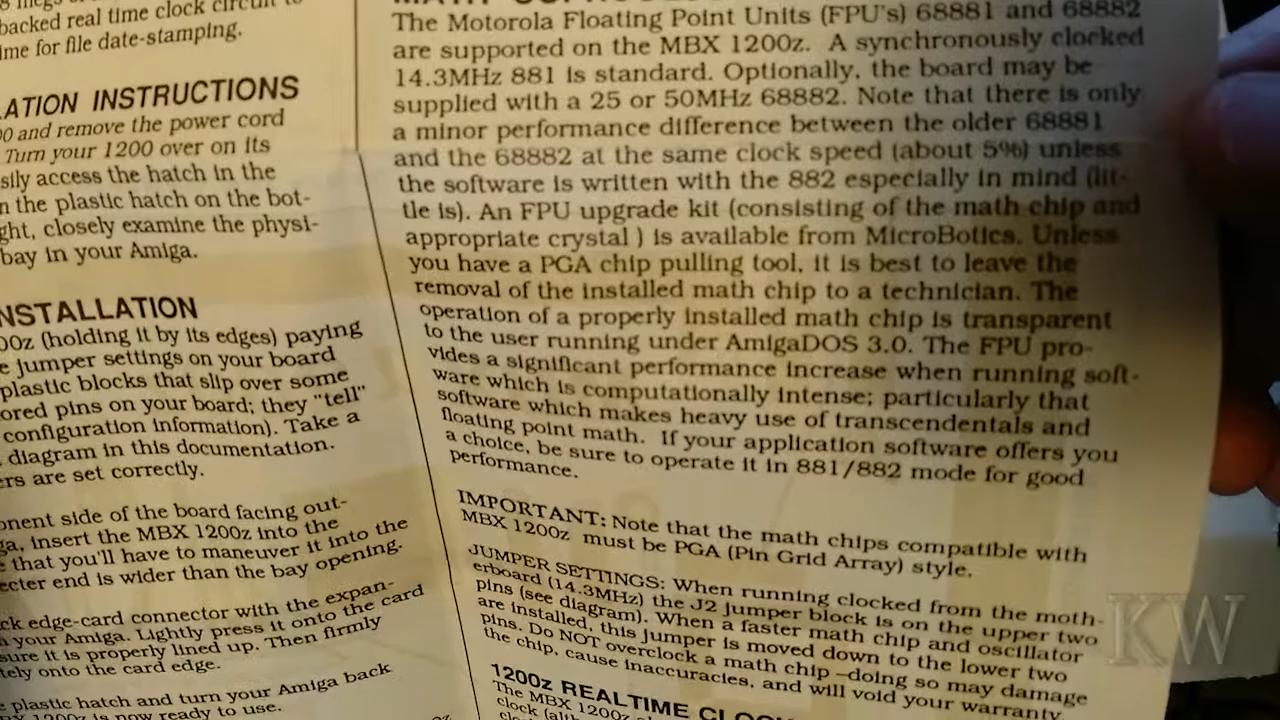 8 megs of
backed real time clock circuit to
ime for file date-stamping.
LATION INSTRUCTIONS
00 and remove the power cord
Turn your 1200 over on its
sily access the hatch in the
n the plastic hatch on the bot-
ght, closely examine the physi-
bay in your Amiga.
NSTALLATION
00z (holding it by its edges) paying
e jumper settings on your board
plastic blocks that slip over some
ored pins on your board; they "tell"
configuration information). Take a
diagram in this documentation.
ers are set correctly.
onent side of the board facing out-
ga, insert the MBX 1200z into the
e that you'll have to maneuver it into the
ecter end is wider than the bay opening.
ck edge-card connector with the expan-
n your Amiga. Lightly press it onto the card
sure it is properly lined up. Then firmly
tely onto the card edge.
e plastic hatch and turn your Amiga back
BX 1200z is now ready to use.
The Motorola Floating Point Units (FPU's) 68881 and 68882
are supported on the MBX 1200z. A synchronously clocked
14.3MHz 881 is standard. Optionally, the board may be
supplied with a 25 or 50MHz 68882. Note that there is only
a minor performance difference between the older 68881
and the 68882 at the same clock speed (about 5%) unless
the software is written with the 882 especially in mind (lit-
tle is). An FPU upgrade kit (consisting of the math chip and
appropriate crystal ) is available from MicroBotics. Unless
you have a PGA chip pulling tool, it is best to leave the
removal of the installed math chip to a technician. The
operation of a properly installed math chip is transparent
to the user running under AmigaDOS 3.0. The FPU pro-
vides a significant performance increase when running soft-
ware which is computationally intense; particularly that
software which makes heavy use of transcendentals and
floating point math. If your application software offers you
a choice, be sure to operate it in 881/882 mode for good
performance.
IMPORTANT: Note that the math chips compatible with
MBX 1200z must be PGA (Pin Grid Array) style.
JUMPER SETTINGS: When running clocked from the moth-
erboard (14.3MHz) the J2 jumper block is on the upper two
pins (see diagram). When a faster math chip and oscillator
are installed, this jumper is moved down to the lower two
pins. Do NOT overclock a math chip –doing so may damage
the chip, cause inaccuracies, and will void your warranty
1200z REALTIME CLOCK
The MBX 1200z
clock
KW